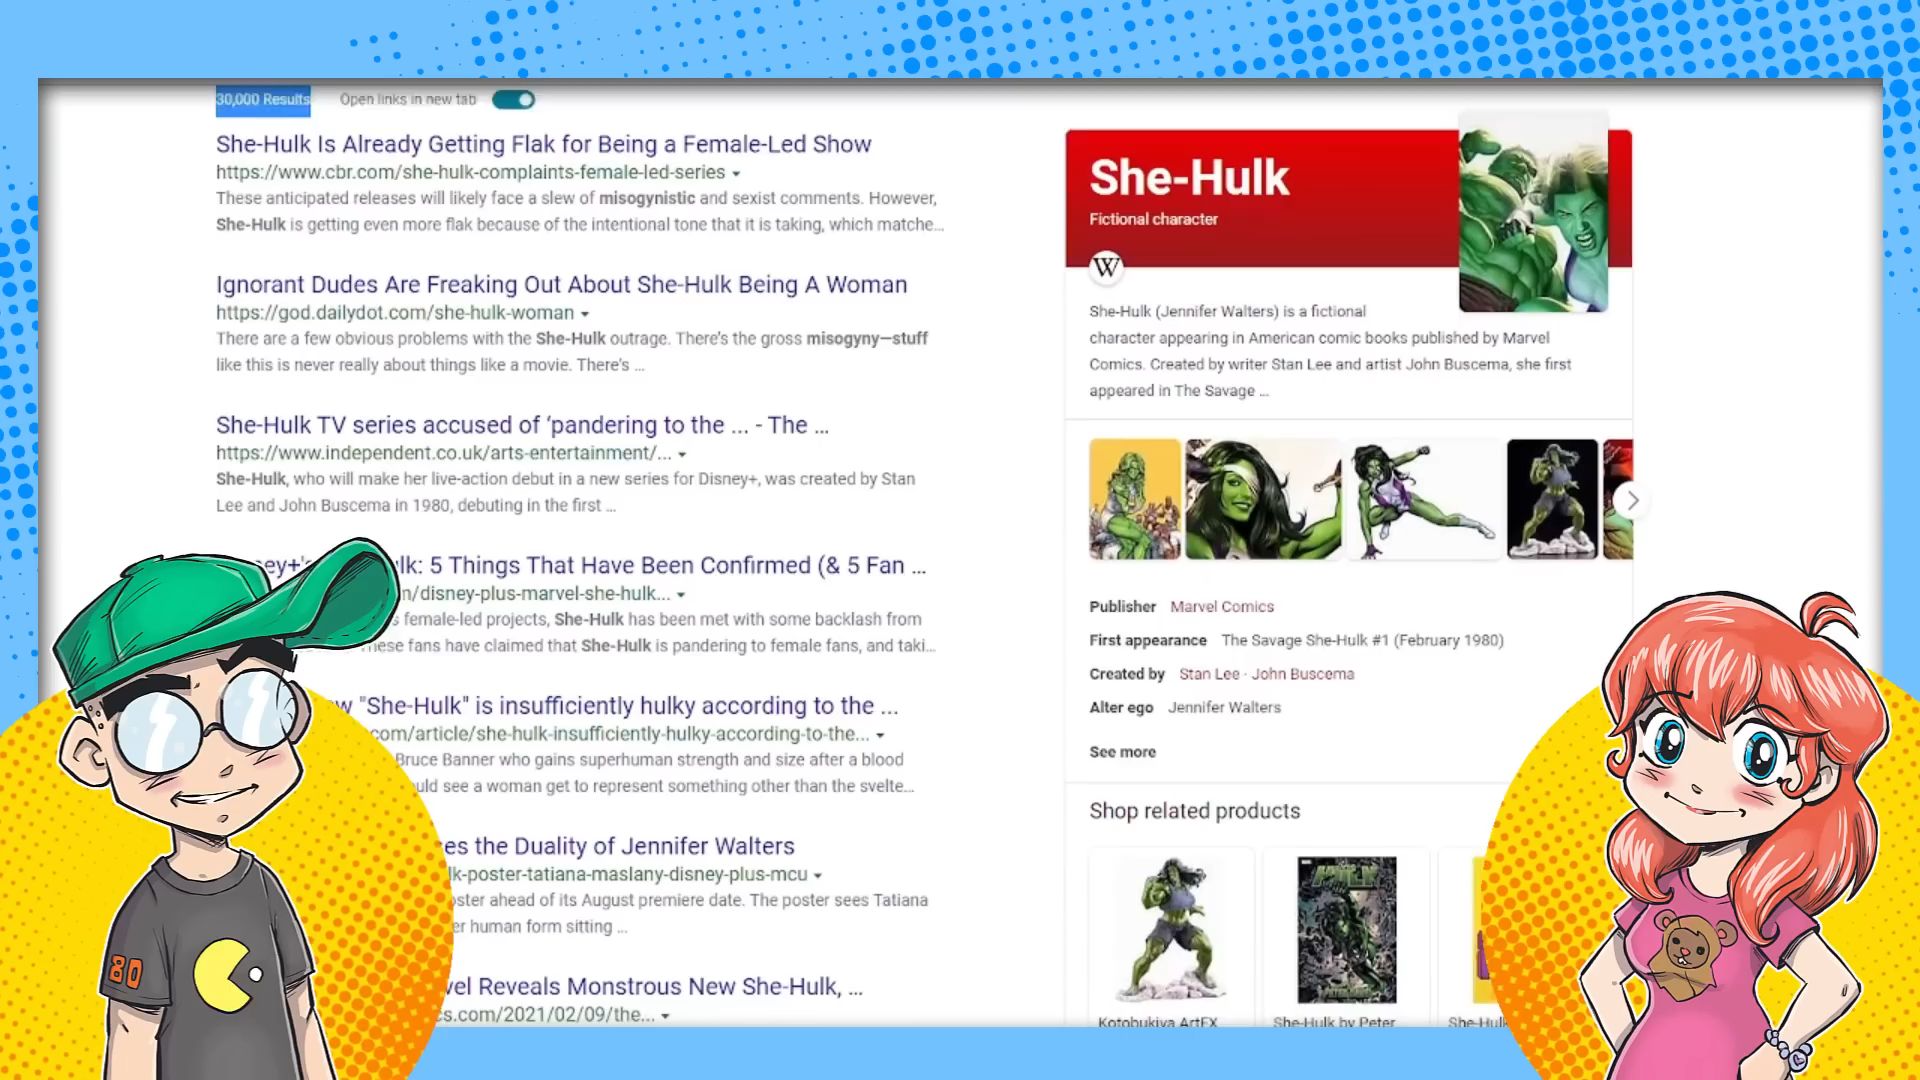 30,000 Results Open links in new tab
She-Hulk Is Already Getting Flak for Being a Female-Led Show
https://www.cbr.com/she-hulk-complaints-female-led-series
These anticipated releases will likely face a slew of misogynistic and sexist comments. However,
She-Hulk is getting even more flak because of the intentional tone that it is taking, which matche...
Ignorant Dudes Are Freaking Out About She-Hulk Being A Woman
https://god.dailydot.com/she-hulk-woman
There are a few obvious problems with the She-Hulk outrage. There's the gross misogyny—stuff
like this is never really about things like a movie. There's ...
She-Hulk TV series accused of ‘pandering to the ... - The ...
https://www.independent.co.uk/arts-entertainment/...
She-Hulk, who will make her live-action debut in a new series for Disney+, was created by Stan
Lee and John Buscema in 1980, debuting in the first ...
5 Things That Have Been Confirmed (& 5 Fan ...
/disney-plus-marvel-she-hulk...
female-led projects, She-Hulk has been met with some backlash from
fans have claimed that She-Hulk is pandering to female fans, and taki...
"She-Hulk" is insufficiently hulky according to the ...
com/article/she-hulk-insufficiently-hulky-according-to-the...
Bruce Banner who gains superhuman strength and size after a blood
see a woman get to represent something other than the svelte...
the Duality of Jennifer Walters
lk-poster-tatiana-maslany-disney-plus-mcu
ahead of its August premiere date. The poster sees Tatiana
human form sitting ...
Reveals Monstrous New She-Hulk, ...
cs.com/2021/02/09/the...
She-Hulk
Fictional character
W
She-Hulk (Jennifer Walters) is a fictional
character appearing in American comic books published by Marvel
Comics. Created by writer Stan Lee and artist John Buscema, she first
appeared in The Savage ...
Publisher Marvel Comics
First appearance The Savage She-Hulk #1 (February 1980)
Created by Stan Lee · John Buscema
Alter ego Jennifer Walters
See more
Shop related products
Kotobukiya ArtFX
She-Hulk by Peter
She-Hulk
80